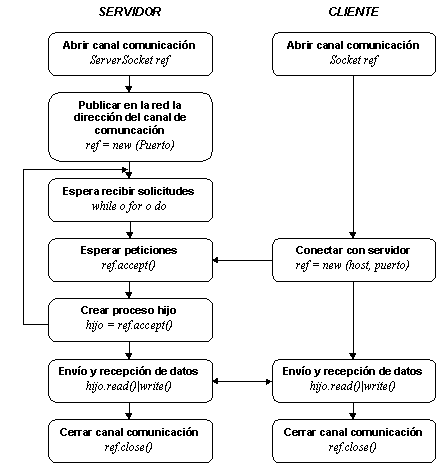 SERVIDOR
CLIENTE
Abrir canal comunicación
ServerSocket ref
Abrir canal comunicación
Socket ref
Publicar en la red la
dirección del canal de
comuncación
ref = new (Puerto)
Espera recibir solicitudes
while o for o do
Esperar peticiones
ref.accept()
Conectar con servidor
ref = new (host, puerto)
Crear proceso hijo
hijo = ref.accept()
Envío y recepción de datos
hijo.read()|write()
Envío y recepción de datos
hijo.read()|write()
Cerrar canal comunicación
ref.close()
Cerrar canal comunicación
ref.close()